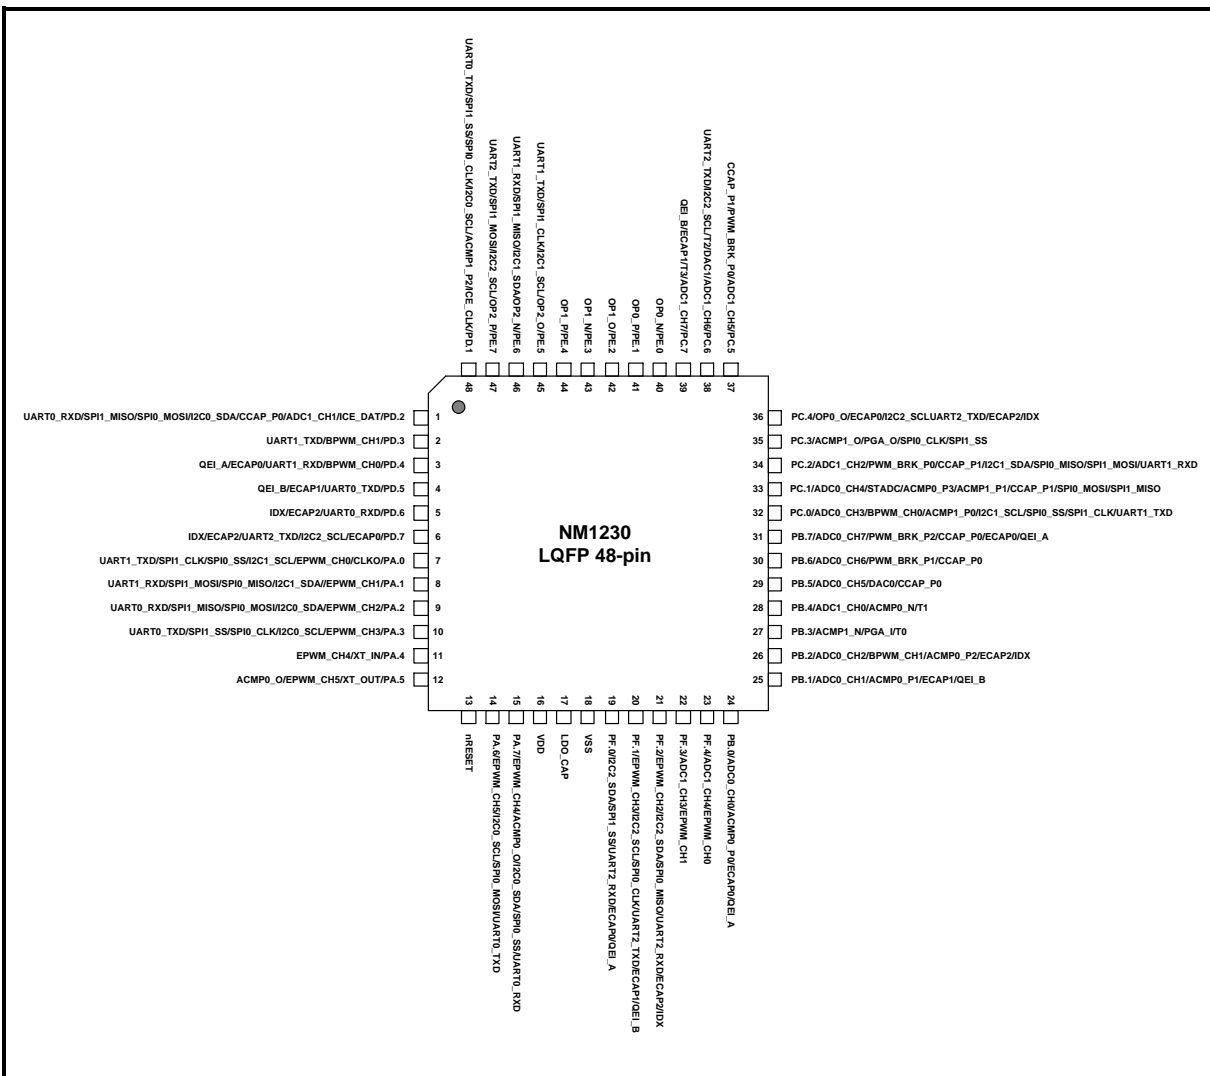 UART0_TXD/SPI1_SS/SPI0_CLK/I2C0_SCL/ACMP1_P2/ICE_CLK/PD.1
UART2_TXD/SPI1_MOSI/I2C2_SCL/OP2_P/PE.7
UART1_RXD/SPI1_MISO/I2C1_SDA/OP2_N/PE.6
UART1_TXD/SPI1_CLK/I2C1_SCL/OP2_O/PE.5
OP1_P/PE.4
OP1_N/PE.3
OP1_O/PE.2
OP0_P/PE.1
OP0_N/PE.0
QEI_B/ECAP1/T3/ADC1_CH7/PC.7
UART2_TXD/I2C2_SCL/T2/DAC1/ADC1_CH6/PC.6
CCAP_P1/PWM_BRK_P0/ADC1_CH5/PC.5
48 47 46 45 44 43 42 41 40 39 38 37
UART0_RXD/SPI1_MISO/SPI0_MOSI/I2C0_SDA/CCAP_P0/ADC1_CH1/ICE_DAT/PD.2 1
UART1_TXD/BPWM_CH1/PD.3 2
QEI_A/ECAP0/UART1_RXD/BPWM_CH0/PD.4 3
QEI_B/ECAP1/UART0_TXD/PD.5 4
IDX/ECAP2/UART0_RXD/PD.6 5
IDX/ECAP2/UART2_TXD/I2C2_SCL/ECAP0/PD.7 6
UART1_TXD/SPI1_CLK/SPI0_SS/I2C1_SCL/EPWM_CH0/CLKO/PA.0 7
UART1_RXD/SPI1_MOSI/SPI0_MISO/I2C1_SDA//EPWM_CH1/PA.1 8
UART0_RXD/SPI1_MISO/SPI0_MOSI/I2C0_SDA/EPWM_CH2/PA.2 9
UART0_TXD/SPI1_SS/SPI0_CLK/I2C0_SCL/EPWM_CH3/PA.3 10
EPWM_CH4/XT_IN/PA.4 11
ACMP0_O/EPWM_CH5/XT_OUT/PA.5 12
NM1230
LQFP 48-pin
36 PC.4/OP0_O/ECAP0/I2C2_SCLUART2_TXD/ECAP2/IDX
35 PC.3/ACMP1_O/PGA_O/SPI0_CLK/SPI1_SS
34 PC.2/ADC1_CH2/PWM_BRK_P0/CCAP_P1/I2C1_SDA/SPI0_MISO/SPI1_MOSI/UART1_RXD
33 PC.1/ADC0_CH4/STADC/ACMP0_P3/ACMP1_P1/CCAP_P1/SPI0_MOSI/SPI1_MISO
32 PC.0/ADC0_CH3/BPWM_CH0/ACMP1_P0/I2C1_SCL/SPI0_SS/SPI1_CLK/UART1_TXD
31 PB.7/ADC0_CH7/PWM_BRK_P2/CCAP_P0/ECAP0/QEI_A
30 PB.6/ADC0_CH6/PWM_BRK_P1/CCAP_P0
29 PB.5/ADC0_CH5/DAC0/CCAP_P0
28 PB.4/ADC1_CH0/ACMP0_N/T1
27 PB.3/ACMP1_N/PGA_I/T0
26 PB.2/ADC0_CH2/BPWM_CH1/ACMP0_P2/ECAP2/IDX
25 PB.1/ADC0_CH1/ACMP0_P1/ECAP1/QEI_B
13 14 15 16 17 18 19 20 21 22 23 24
nRESET
PA.6/EPWM_CH5/I2C0_SCL/SPI0_MOSI/UART0_TXD
PA.7/EPWM_CH4/ACMP0_O/I2C0_SDA/SPI0_SS/UART0_RXD
VDD
LDO_CAP
VSS
PF.0/I2C2_SDA/SPI1_SS/UART2_RXD/ECAP0/QEI_A
PF.1/EPWM_CH3/I2C2_SCL/SPI0_CLK/UART2_TXD/ECAP1/QEI_B
PF.2/EPWM_CH2/I2C2_SDA/SPI0_MISO/UART2_RXD/ECAP2/IDX
PF.3/ADC1_CH3/EPWM_CH1
PF.4/ADC1_CH4/EPWM_CH0
PB.0/ADC0_CH0/ACMP0_P0/ECAP0/QEI_A